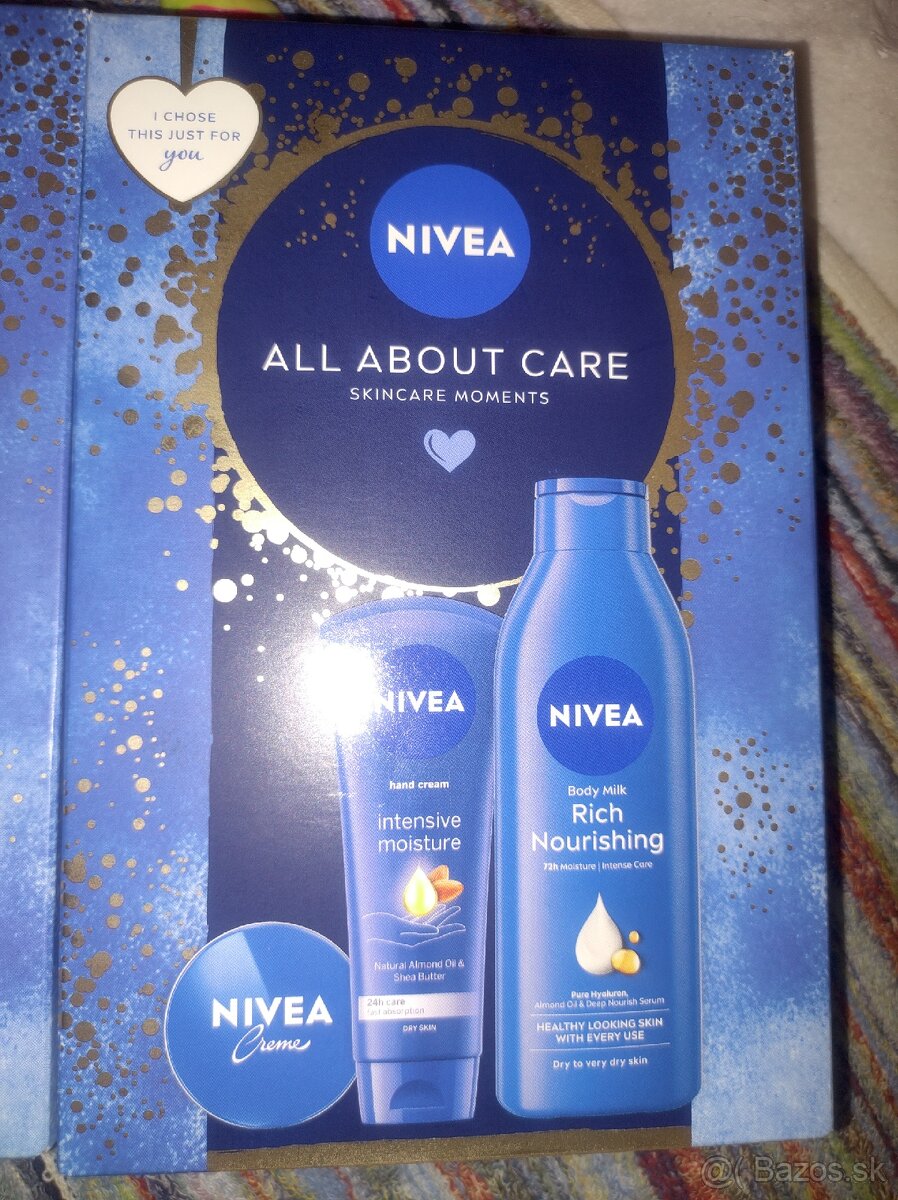 I CHOSE
THIS JUST FOR
you
NIVEA
ALL ABOUT CARE
SKINCARE MOMENTS
NIVEA
hand cream
intensive
moisture
Natural Almond Oil &
Shea Butter
24h care
fast absorption
DRY SKIN
NIVEA
Body Milk
Rich
Nourishing
72h Moisture | Intense Care
Pure Hyaluron,
Almond Oil & Deep Nourish Serum
HEALTHY LOOKING SKIN
WITH EVERY USE
Dry to very dry skin
NIVEA
Creme
@( Bazos.sk